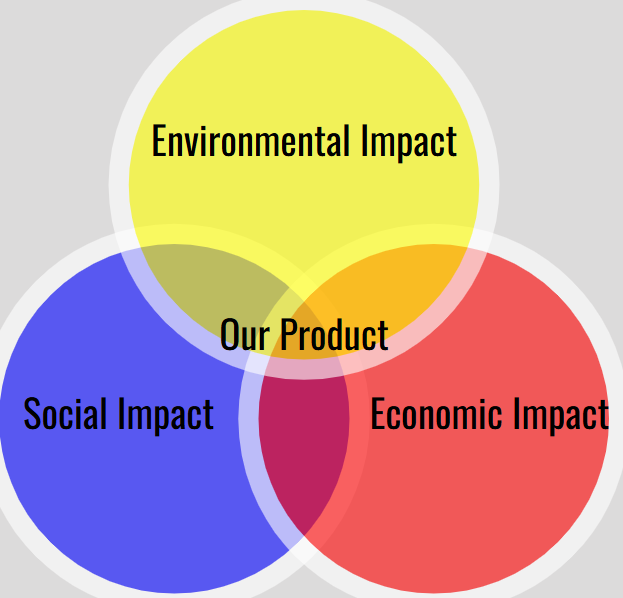 Environmental Impact
Our Product
Social Impact
Economic Impact